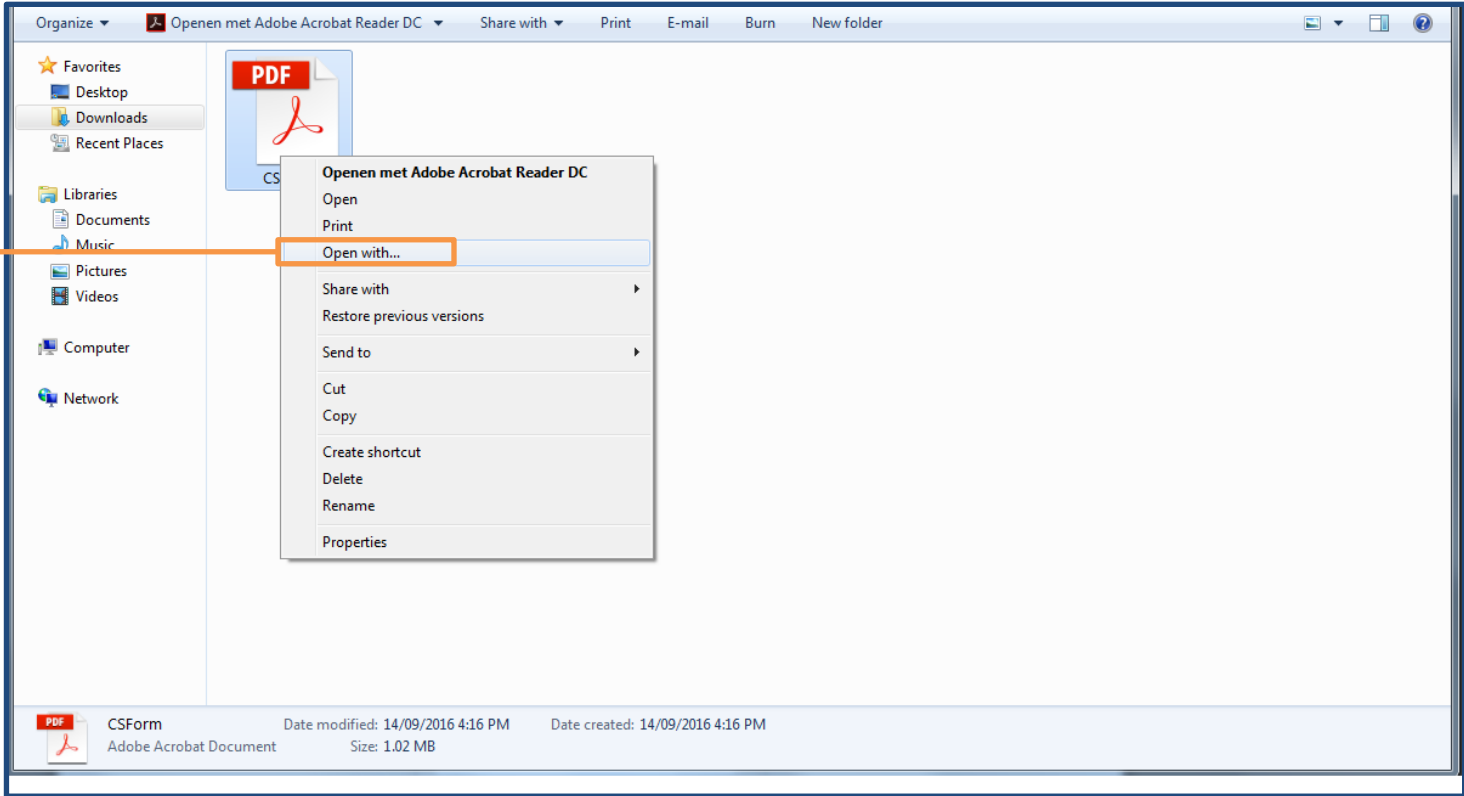 Organize Openen met Adobe Acrobat Reader DC Share with Print E-mail Burn New folder
Favorites
Desktop
Downloads
Recent Places
Libraries
Documents
Music
Pictures
Videos
Computer
Network
PDF
CS
Openen met Adobe Acrobat Reader DC
Open
Print
Open with...
Share with
Restore previous versions
Send to
Cut
Copy
Create shortcut
Delete
Rename
Properties
PDF
CSForm Date modified: 14/09/2016 4:16 PM Date created: 14/09/2016 4:16 PM
Adobe Acrobat Document Size: 1.02 MB